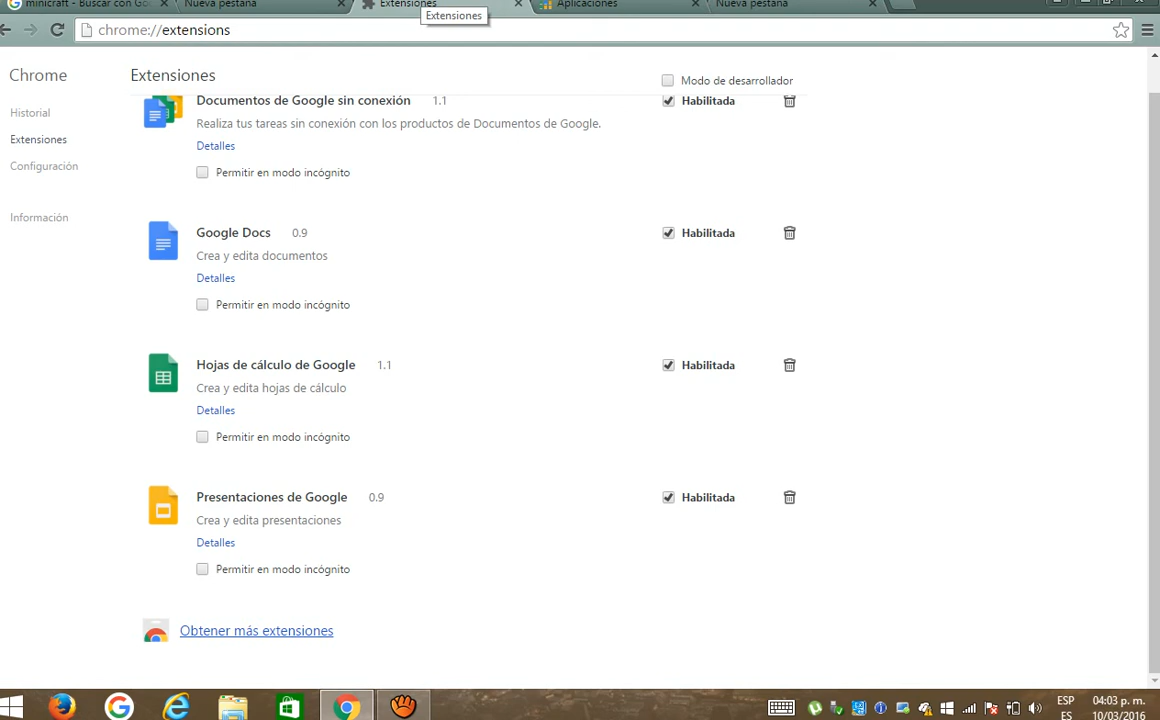 minicraft - Buscar con Go
Nueva pestaña
Extensiones
Aplicaciones
Nueva pestaña
Extensiones
chrome://extensions
Chrome
Extensiones
Modo de desarrollador
Historial
Extensiones
Configuración
Información
Documentos de Google sin conexión 1.1
Habilitada
Realiza tus tareas sin conexión con los productos de Documentos de Google.
Detalles
Permitir en modo incógnito
Google Docs 0.9
Habilitada
Crea y edita documentos
Detalles
Permitir en modo incógnito
Hojas de cálculo de Google 1.1
Habilitada
Crea y edita hojas de cálculo
Detalles
Permitir en modo incógnito
Presentaciones de Google 0.9
Habilitada
Crea y edita presentaciones
Detalles
Permitir en modo incógnito
Obtener más extensiones
ESP
ES
04:03 p. m.
10/03/2016